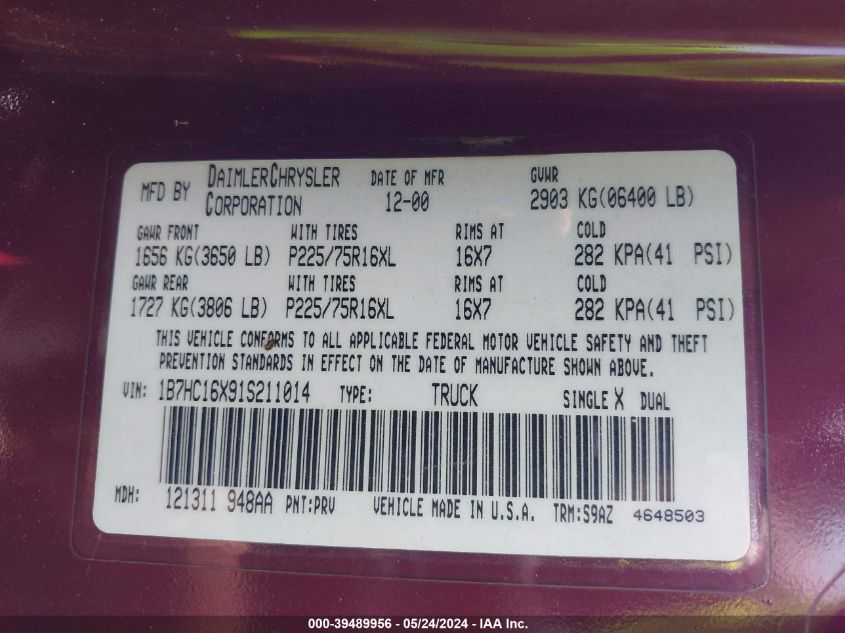 MFD BY DAIMLERCHRYSLER CORPORATION DATE OF MFR 12-00 GVWR 2903 KG(06400 LB)
GAWR FRONT WITH TIRES RIMS AT COLD
1656 KG(3650 LB) P225/75R16XL 16X7 282 KPA(41 PSI)
GAWR REAR WITH TIRES RIMS AT COLD
1727 KG(3806 LB) P225/75R16XL 16X7 282 KPA(41 PSI)
THIS VEHICLE CONFORMS TO ALL APPLICABLE FEDERAL MOTOR VEHICLE SAFETY AND THEFT
PREVENTION STANDARDS IN EFFECT ON THE DATE OF MANUFACTURE SHOWN ABOVE.
VIN: 1B7HC16X91S211014 TYPE: TRUCK SINGLE X DUAL
MDH: 121311 948AA PNT:PRV VEHICLE MADE IN U.S.A. TRM:S9AZ 4648503
000-39489956 - 05/24/2024 - IAA Inc.